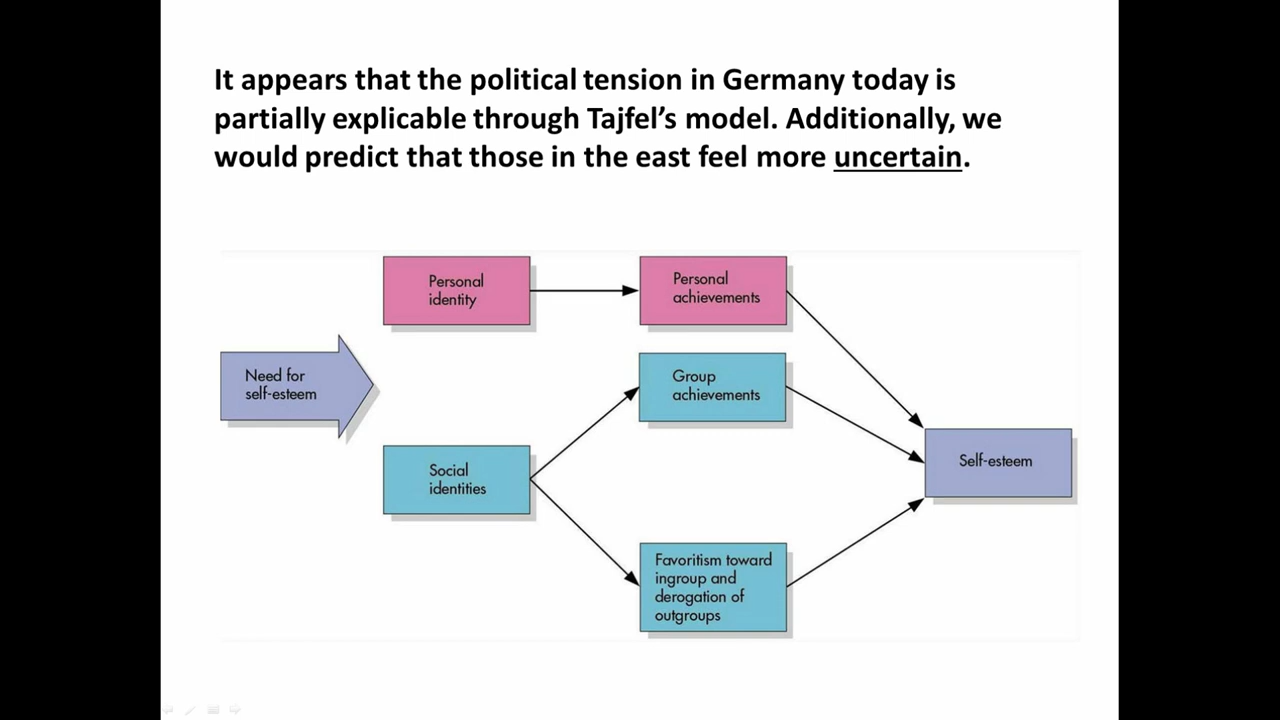 It appears that the political tension in Germany today is
partially explicable through Tajfel’s model. Additionally, we
would predict that those in the east feel more uncertain.
Personal
identity
Personal
achievements
Need for
self-esteem
Group
achievements
Social
identities
Self-esteem
Favoritism toward
ingroup and
derogation of
outgroups